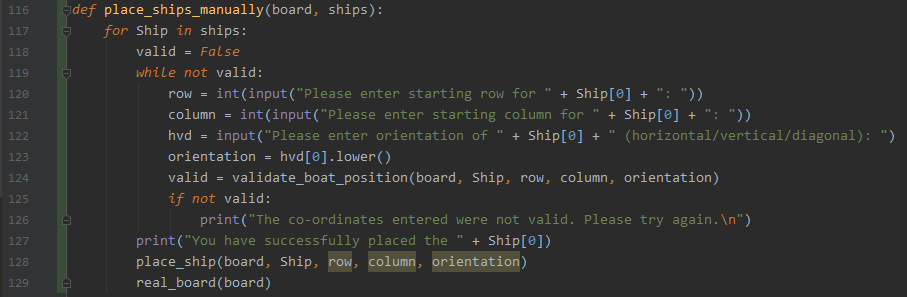 116 def place_ships_manually(board, ships):
117     for Ship in ships:
118         valid = False
119         while not valid:
120             row = int(input("Please enter starting row for " + Ship[0] + ": "))
121             column = int(input("Please enter starting column for " + Ship[0] + ": "))
122             hvd = input("Please enter orientation of " + Ship[0] + " (horizontal/vertical/diagonal): ")
123             orientation = hvd[0].lower()
124             valid = validate_boat_position(board, Ship, row, column, orientation)
125             if not valid:
126                 print("The co-ordinates entered were not valid. Please try again.\n")
127         print("You have successfully placed the " + Ship[0])
128         place_ship(board, Ship, row, column, orientation)
129         real_board(board)